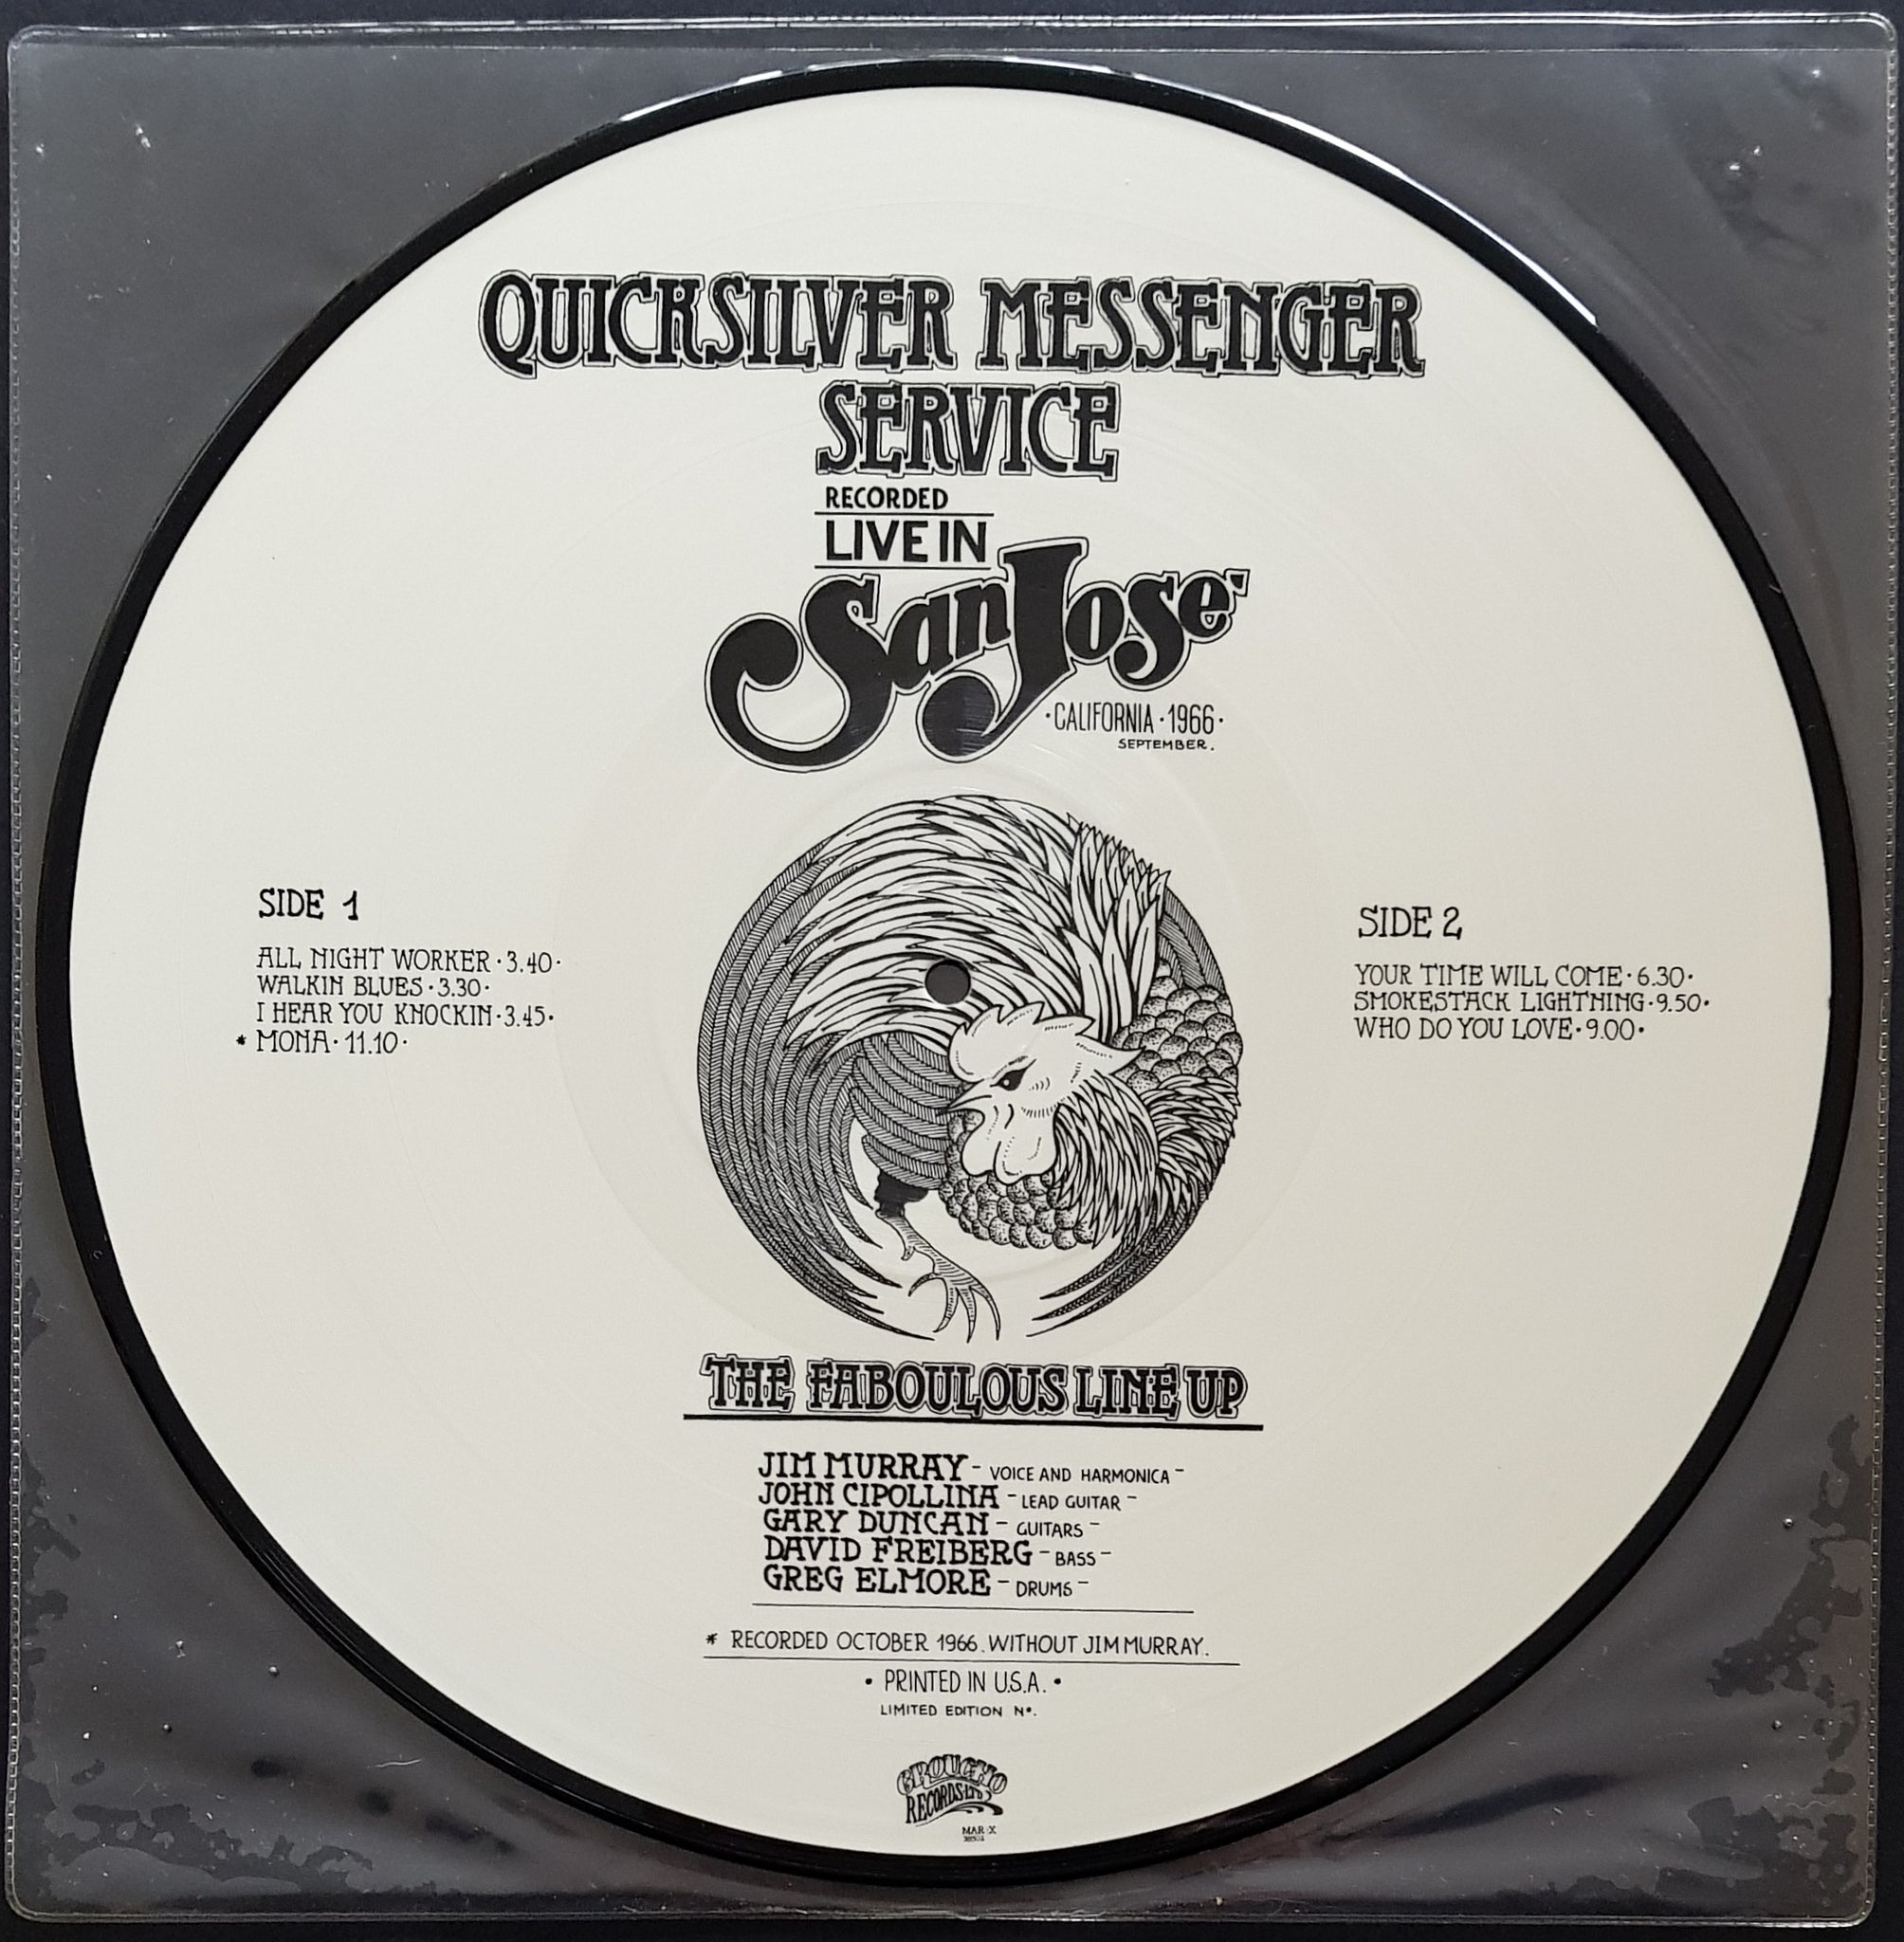 QUICKSILVER MESSENGER
SERVICE
RECORDED
LIVE IN
San Jose'
·CALIFORNIA·1966·
SEPTEMBER.
SIDE 1
ALL NIGHT WORKER·3.40·
WALKIN BLUES·3.30·
I HEAR YOU KNOCKIN·3.45·
* MONA·11.10·
SIDE 2
YOUR TIME WILL COME·6.30·
SMOKESTACK LIGHTNING·9.50·
WHO DO YOU LOVE·9.00·
THE FABOULOUS LINE UP
JIM MURRAY - VOICE AND HARMONICA -
JOHN CIPOLLINA - LEAD GUITAR -
GARY DUNCAN - GUITARS -
DAVID FREIBERG - BASS -
GREG ELMORE - DRUMS -
* RECORDED OCTOBER 1966. WITHOUT JIM MURRAY.
• PRINTED IN U.S.A. •
LIMITED EDITION N°.
GROUCHO
RECORDS
MAR·X